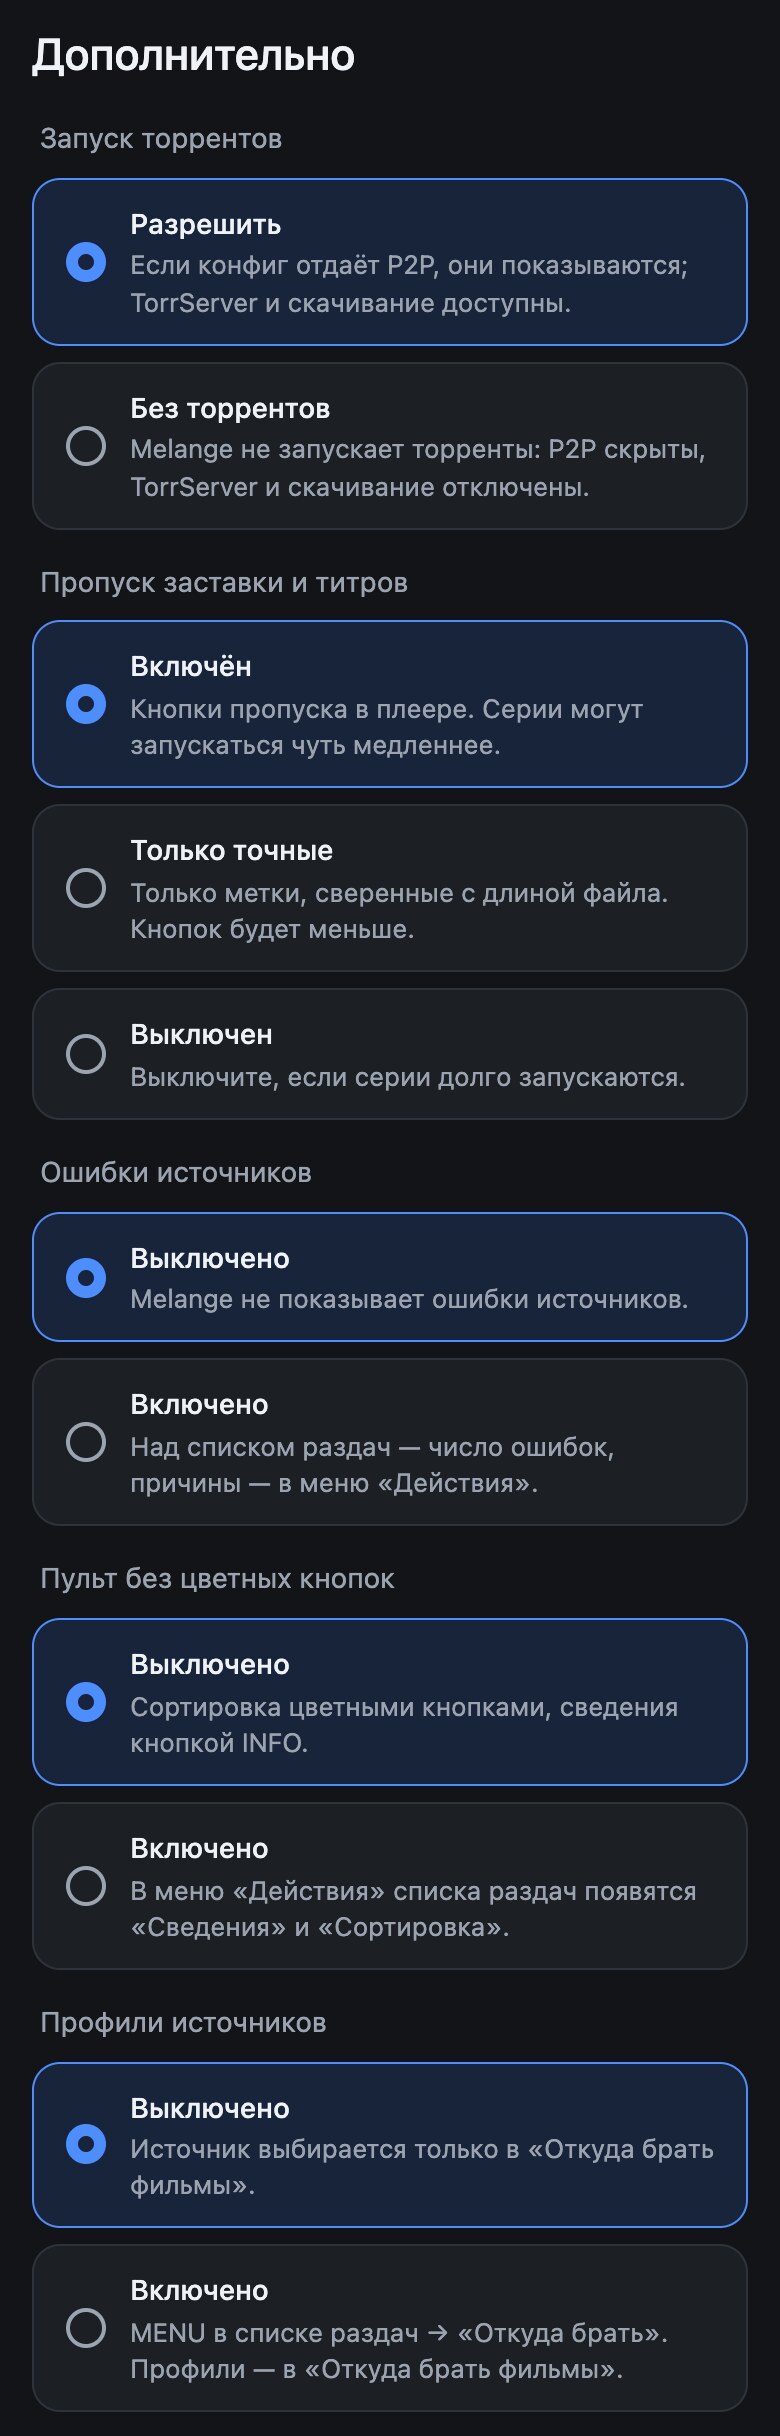 Дополнительно
Запуск торрентов
Разрешить
Если конфиг отдаёт P2P, они показываются;
TorrServer и скачивание доступны.
Без торрентов
Melange не запускает торренты: P2P скрыты,
TorrServer и скачивание отключены.
Пропуск заставки и титров
Включён
Кнопки пропуска в плеере. Серии могут
запускаться чуть медленнее.
Только точные
Только метки, сверенные с длиной файла.
Кнопок будет меньше.
Выключен
Выключите, если серии долго запускаются.
Ошибки источников
Выключено
Melange не показывает ошибки источников.
Включено
Над списком раздач — число ошибок,
причины — в меню «Действия».
Пульт без цветных кнопок
Выключено
Сортировка цветными кнопками, сведения
кнопкой INFO.
Включено
В меню «Действия» списка раздач появятся
«Сведения» и «Сортировка».
Профили источников
Выключено
Источник выбирается только в «Откуда брать
фильмы».
Включено
MENU в списке раздач → «Откуда брать».
Профили — в «Откуда брать фильмы».